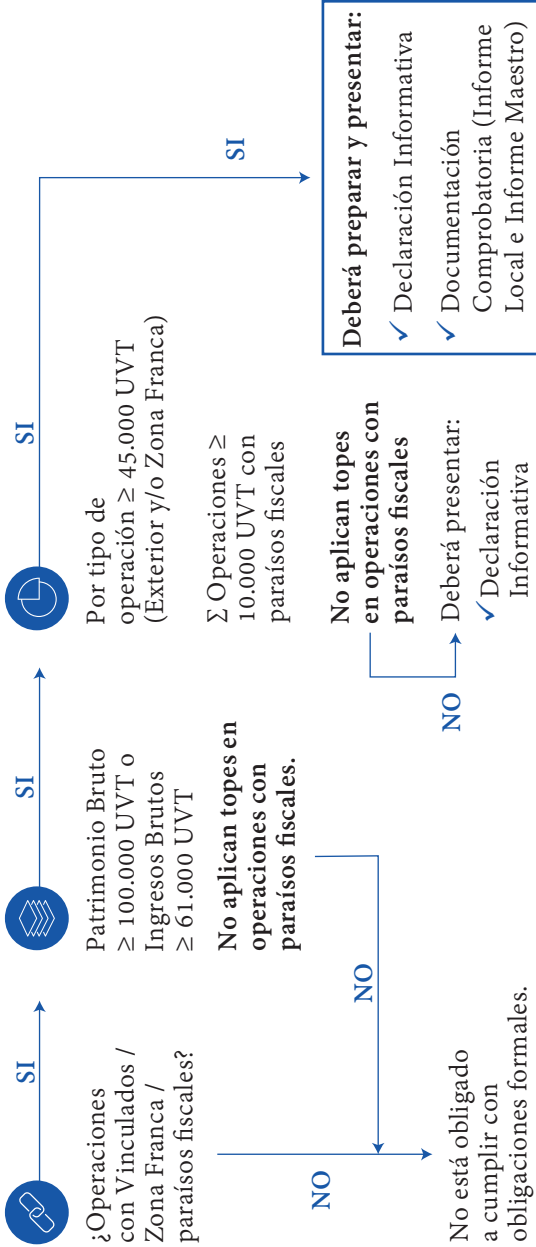 SI
¿Operaciones
con Vinculados /
Zona Franca /
paraísos fiscales?
NO
No está obligado
a cumplir con
obligaciones formales.
SI
Patrimonio Bruto
≥ 100.000 UVT o
Ingresos Brutos
≥ 61.000 UVT
No aplican topes en
operaciones con
paraísos fiscales.
NO
SI
Por tipo de
operación ≥ 45.000 UVT
(Exterior y/o Zona Franca)
∑ Operaciones ≥
10.000 UVT con
paraísos fiscales
No aplican topes
en operaciones con
paraísos fiscales
NO
Deberá presentar:
✓ Declaración
Informativa
SI
Deberá preparar y presentar:
✓ Declaración Informativa
✓ Documentación
Comprobatoria (Informe
Local e Informe Maestro)